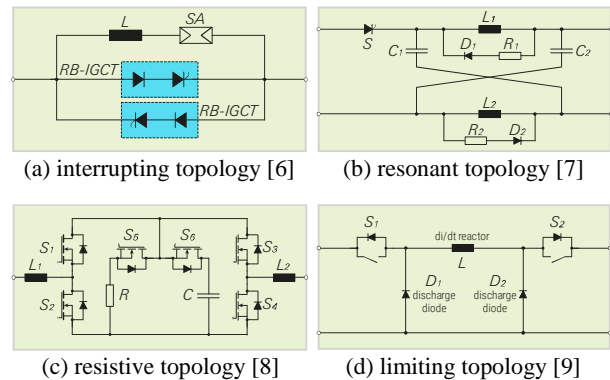 L
SA
RB-IGCT
RB-IGCT
(a) interrupting topology [6]
L1
S
C1
D1
R1
C2
L2
R2
D2
(b) resonant topology [7]
S1
S5
S6
S3
L1
L2
S2
R
C
S4
(c) resistive topology [8]
S1
S2
di/dt reactor
L
D1
discharge
diode
D2
discharge
diode
(d) limiting topology [9]